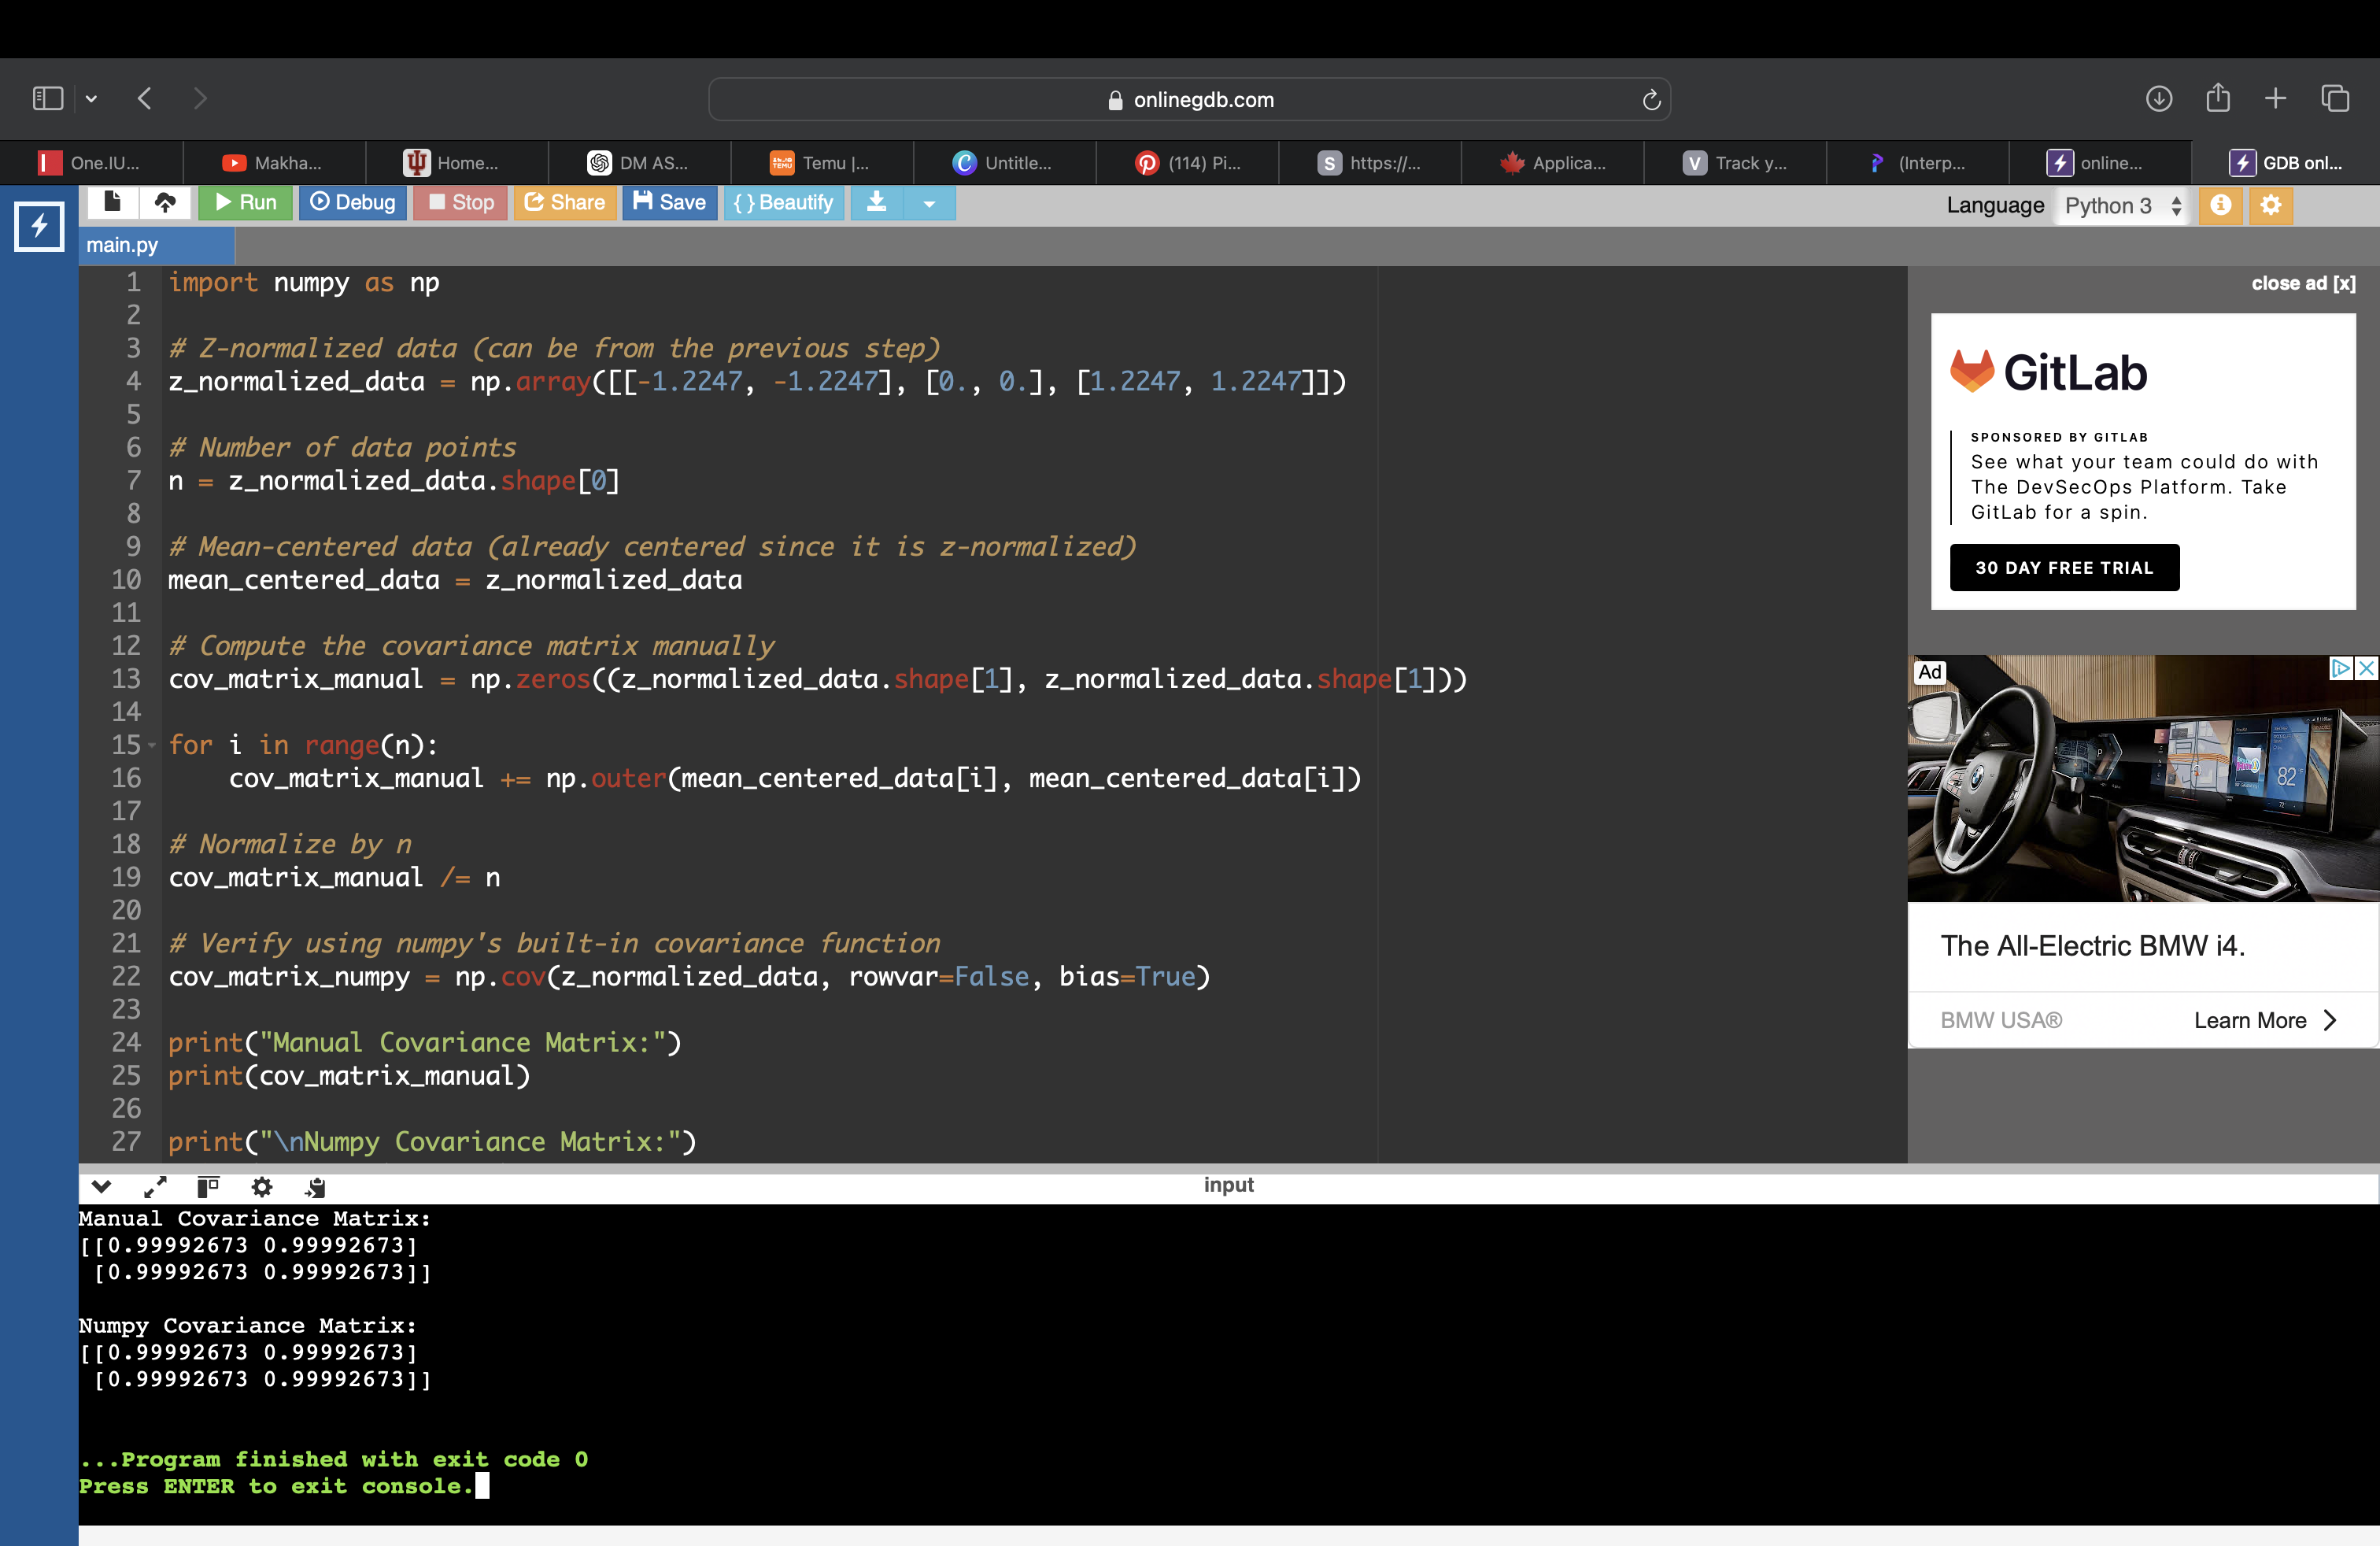 onlinegdb.com
One.IU...
Makha...
Home...
DM AS...
Temu |...
Untitle...
(114) Pi...
S https://...
Applica...
V Track y...
(Interp...
online...
GDB onl...
Run
Debug
Stop
Share
Save
{ } Beautify
Language Python 3
main.py
1 import numpy as np
2
3 # Z-normalized data (can be from the previous step)
4 z_normalized_data = np.array([[-1.2247, -1.2247], [0., 0.], [1.2247, 1.2247]])
5
6 # Number of data points
7 n = z_normalized_data.shape[0]
8
9 # Mean-centered data (already centered since it is z-normalized)
10 mean_centered_data = z_normalized_data
11
12 # Compute the covariance matrix manually
13 cov_matrix_manual = np.zeros((z_normalized_data.shape[1], z_normalized_data.shape[1]))
14
15 for i in range(n):
16     cov_matrix_manual += np.outer(mean_centered_data[i], mean_centered_data[i])
17
18 # Normalize by n
19 cov_matrix_manual /= n
20
21 # Verify using numpy's built-in covariance function
22 cov_matrix_numpy = np.cov(z_normalized_data, rowvar=False, bias=True)
23
24 print("Manual Covariance Matrix:")
25 print(cov_matrix_manual)
26
27 print("\nNumpy Covariance Matrix:")
close ad [x]
GitLab
SPONSORED BY GITLAB
See what your team could do with
The DevSecOps Platform. Take
GitLab for a spin.
30 DAY FREE TRIAL
Ad
82°
The All-Electric BMW i4.
BMW USA®
Learn More
input
Manual Covariance Matrix:
[[0.99992673 0.99992673]
 [0.99992673 0.99992673]]
Numpy Covariance Matrix:
[[0.99992673 0.99992673]
 [0.99992673 0.99992673]]
...Program finished with exit code 0
Press ENTER to exit console.